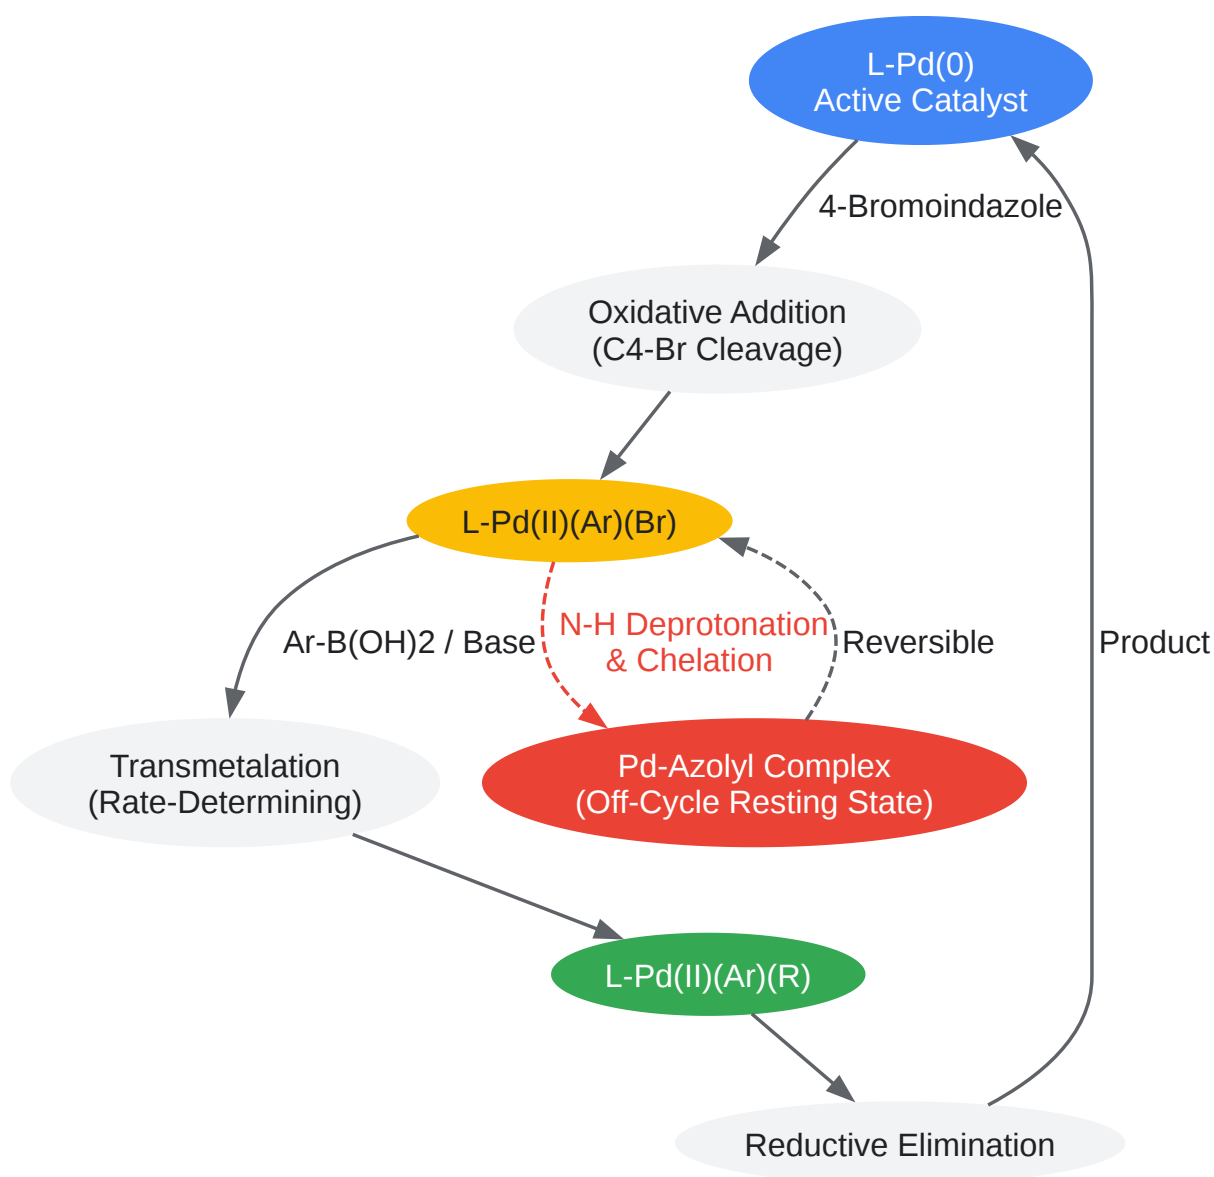 L-Pd(0)
Active Catalyst
4-Bromoindazole
Oxidative Addition
(C4-Br Cleavage)
L-Pd(II)(Ar)(Br)
Ar-B(OH)2 / Base
N-H Deprotonation
& Chelation
Reversible
Product
Transmetalation
(Rate-Determining)
Pd-Azolyl Complex
(Off-Cycle Resting State)
L-Pd(II)(Ar)(R)
Reductive Elimination